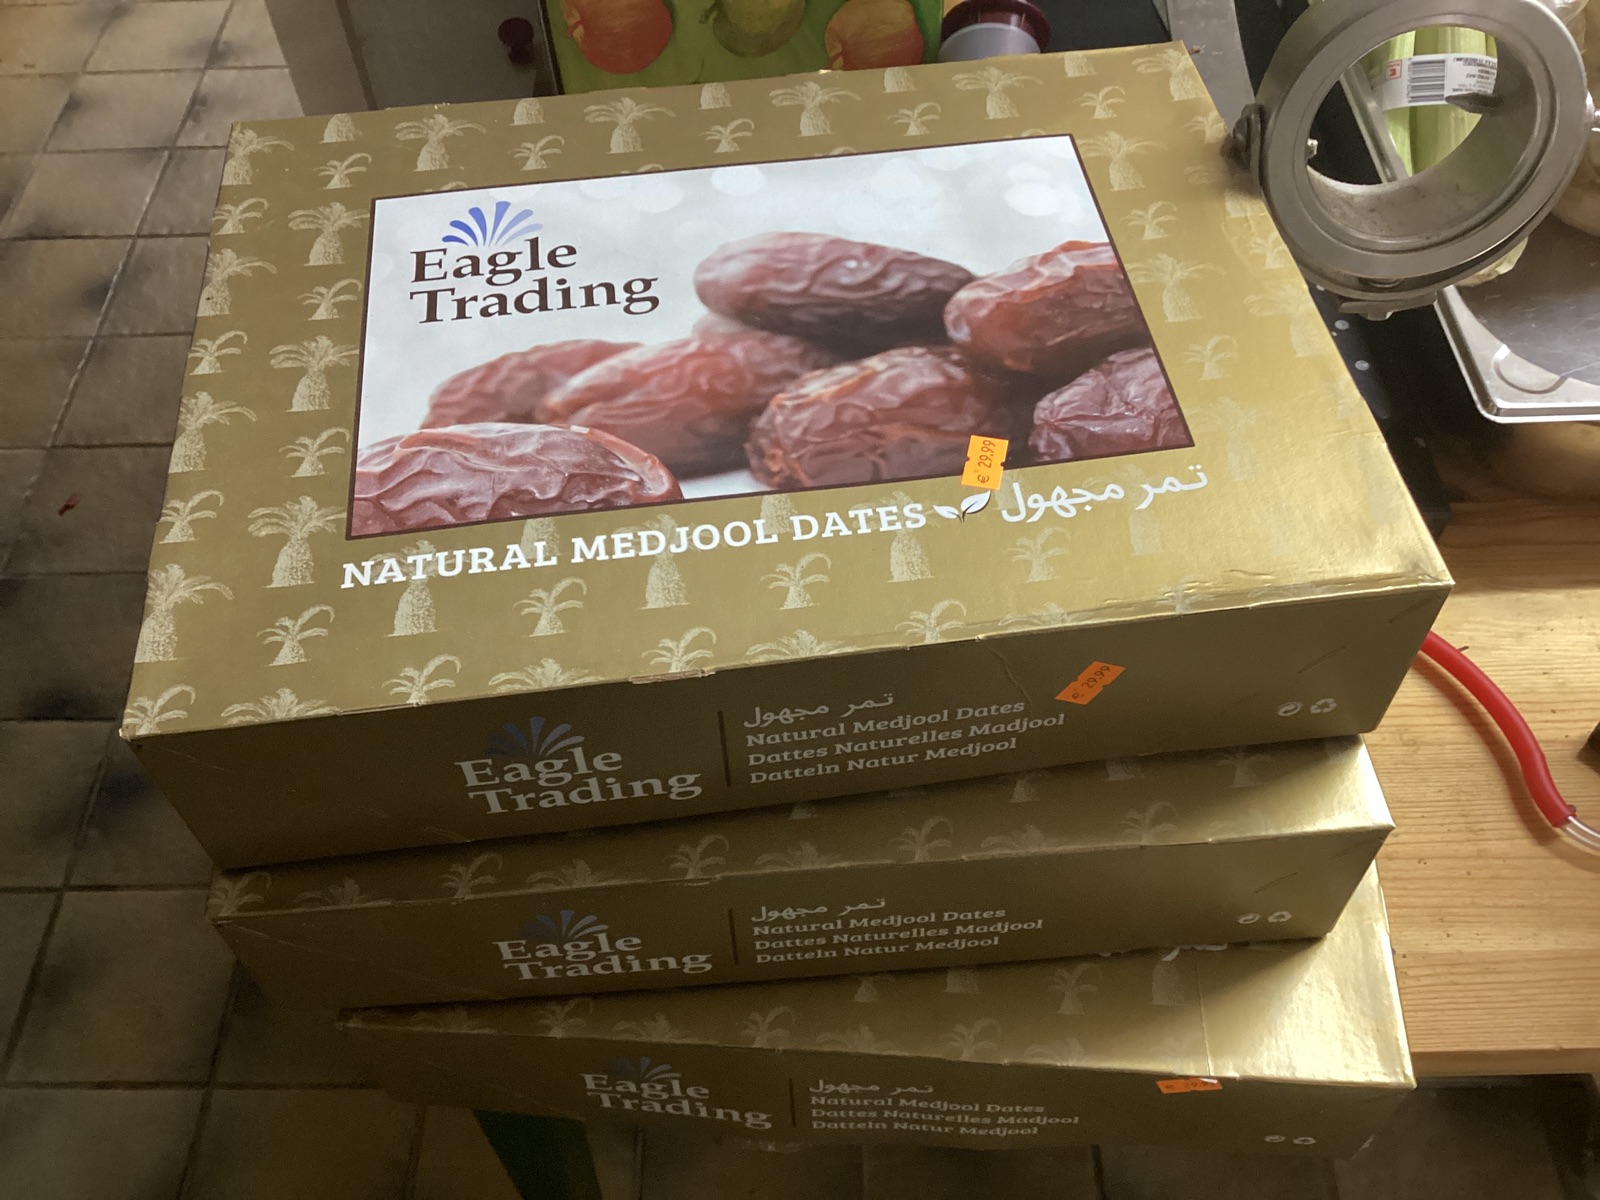 Eagle
Trading
€ 29.99
NATURAL MEDJOOL DATES تمر مجهول
Eagle
Trading
تمر مجهول
Natural Medjool Dates
Dattes Naturelles Madjool
Datteln Natur Medjool
€ 29.99
Eagle
Trading
تمر مجهول
Natural Medjool Dates
Dattes Naturelles Madjool
Datteln Natur Medjool
Eagle
Trading
تمر مجهول
Natural Medjool Dates
Dattes Naturelles Madjool
Datteln Natur Medjool
€ 29.99